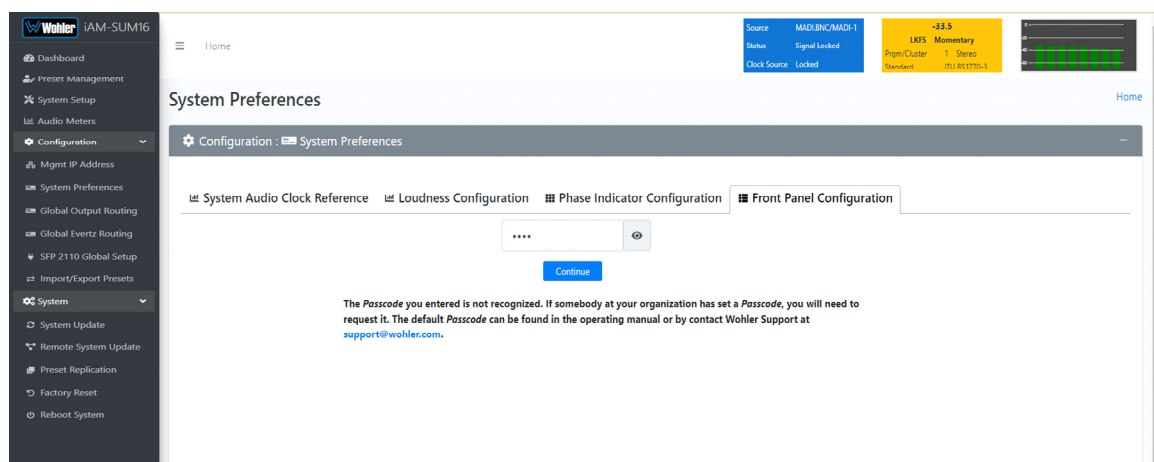 Wohler iAM-SUM16
Dashboard
Preset Management
System Setup
Audio Meters
Configuration
Mgmt IP Address
System Preferences
Global Output Routing
Global Evertz Routing
SFP 2110 Global Setup
Import/Export Presets
System
System Update
Remote System Update
Preset Replication
Factory Reset
Reboot System
Home
Source MADI.BNC/MADI-1
Status Signal Locked
Clock Source Locked
-33.5
LKFS Momentary
Prgm/Cluster 1 Stereo
Standard ITU BS1770-3
0
-20
-40
-60
System Preferences
Home
Configuration : System Preferences
System Audio Clock Reference Loudness Configuration Phase Indicator Configuration Front Panel Configuration
••••
Continue
The Passcode you entered is not recognized. If somebody at your organization has set a Passcode, you will need to
request it. The default Passcode can be found in the operating manual or by contact Wohler Support at
support@wohler.com.